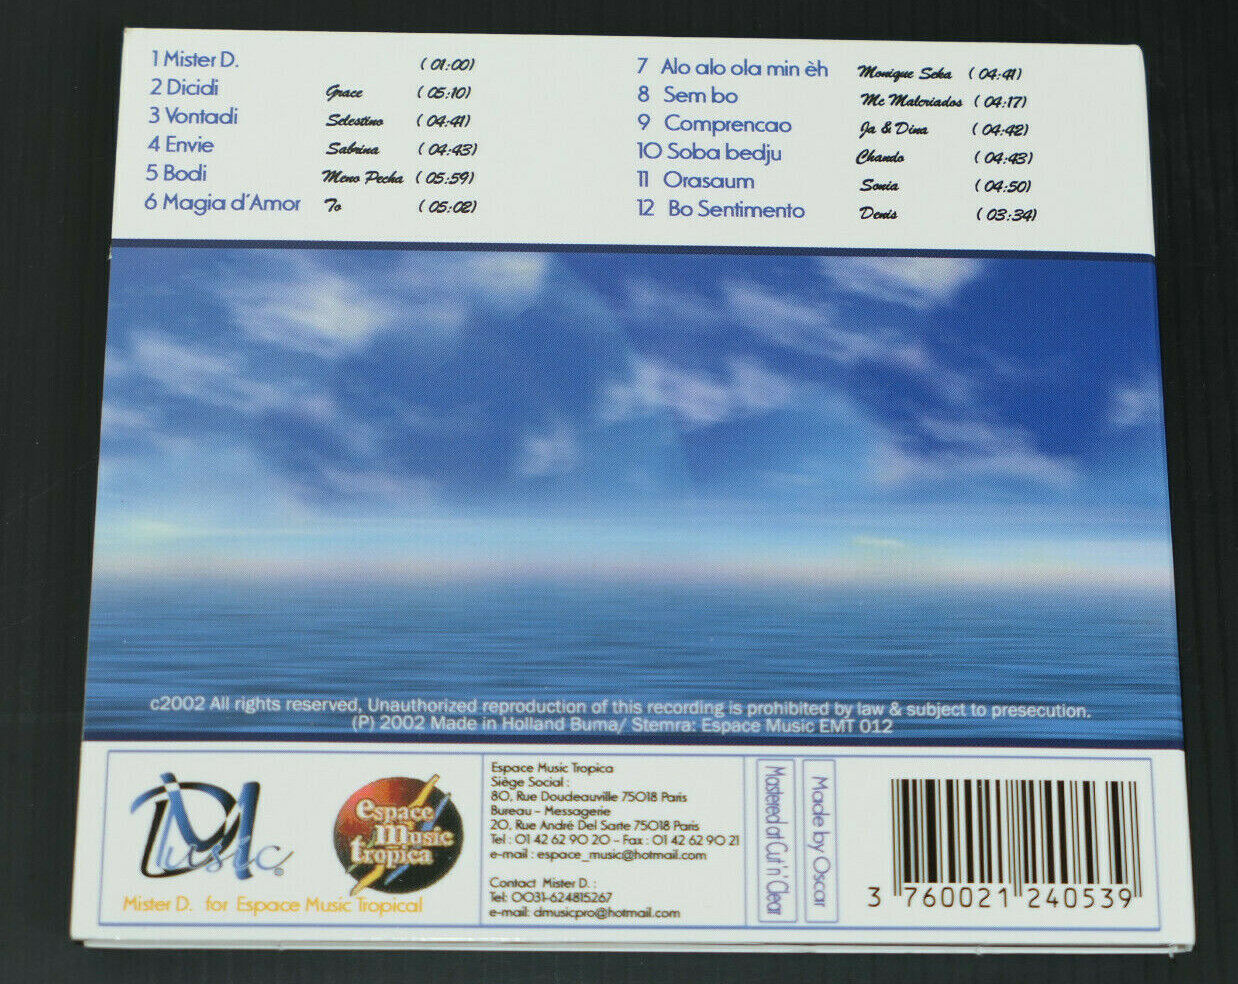 1 Mister D. (01:00)
2 Dicidi Grace (05:10)
3 Vontadi Selestino (04:41)
4 Envie Sabrina (04:43)
5 Bodi Meno Pecha (05:59)
6 Magia d'Amor To (05:02)
7 Alo alo ola min èh Monique Seka (04:41)
8 Sem bo Mc Malcriados (04:17)
9 Comprencao Ja & Dina (04:42)
10 Soba bedju Chando (04:43)
11 Orasaum Sonia (04:50)
12 Bo Sentimento Denis (03:34)
c2002 All rights reserved, Unauthorized reproduction of this recording is prohibited by law & subject to presecution.
(P) 2002 Made in Holland Buma/ Stemra: Espace Music EMT 012
DMusic®
Mister D. for Espace Music Tropical
espace
music
tropica
Espace Music Tropica
Siège Social :
80, Rue Doudeauville 75018 Paris
Bureau - Messagerie
20, Rue André Del Sarte 75018 Paris
Tel : 01 42 62 90 20 - Fax : 01 42 62 90 21
e-mail : espace_music@hotmail.com
Contact Mister D. :
Tel: 0031-624815267
e-mail: dmusicpro@hotmail.com
Mastered at Cut 'n' Clear
Made by Oscar
3 760021 240539